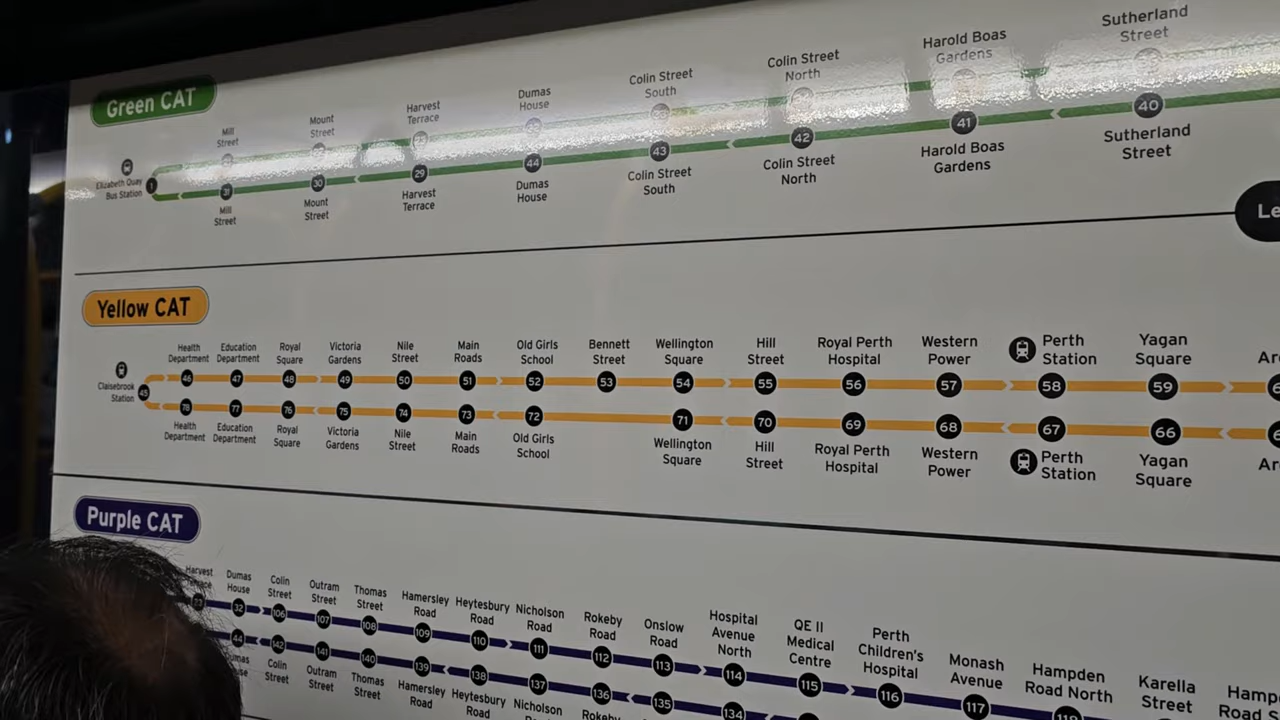 Green CAT
Elizabeth Quay
Bus Station
1
Mill
Street
Mount
Street
Harvest
Terrace
Dumas
House
Colin Street
South
Colin Street
North
Harold Boas
Gardens
Sutherland
Street
31
30
29
44
43
42
41
40
Mill
Street
Mount
Street
Harvest
Terrace
Dumas
House
Colin Street
South
Colin Street
North
Harold Boas
Gardens
Sutherland
Street
Le
Yellow CAT
Claisebrook
Station
45
Health
Department
Education
Department
Royal
Square
Victoria
Gardens
Nile
Street
Main
Roads
Old Girls
School
Bennett
Street
Wellington
Square
Hill
Street
Royal Perth
Hospital
Western
Power
Perth
Station
Yagan
Square
46
47
48
49
50
51
52
53
54
55
56
57
58
59
78
77
76
75
74
73
72
71
70
69
68
67
66
Health
Department
Education
Department
Royal
Square
Victoria
Gardens
Nile
Street
Main
Roads
Old Girls
School
Wellington
Square
Hill
Street
Royal Perth
Hospital
Western
Power
Perth
Station
Yagan
Square
Purple CAT
Harvest
Dumas
House
Colin
Street
Outram
Street
Thomas
Street
Hamersley
Road
Heytesbury
Road
Nicholson
Road
Rokeby
Road
Onslow
Road
Hospital
Avenue
North
QE II
Medical
Centre
Perth
Children's
Hospital
Monash
Avenue
Hampden
Road North
Karella
Street
32
106
107
108
109
110
111
112
113
114
115
116
117
118
44
142
141
140
139
138
137
136
135
134
Colin
Street
Outram
Street
Thomas
Street
Hamersley
Road
Heytesbury
Road
Nicholson
Rokeby